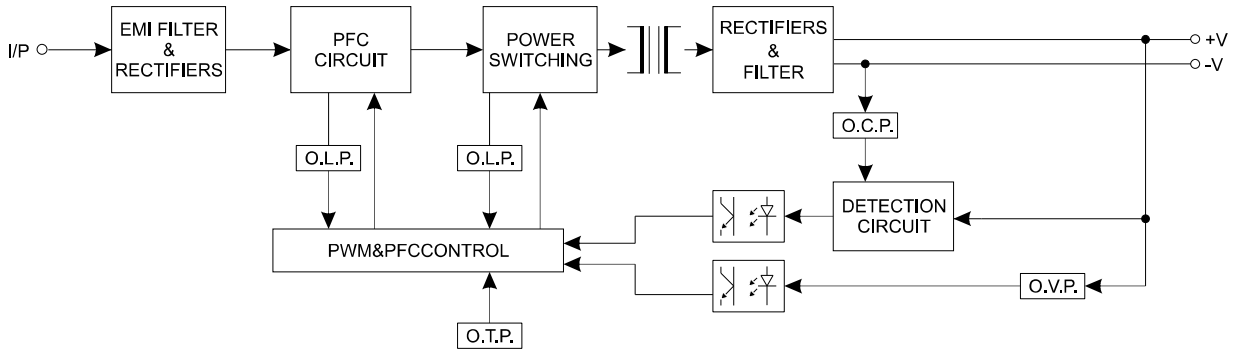 I/P
EMI FILTER
&
RECTIFIERS
PFC
CIRCUIT
POWER
SWITCHING
RECTIFIERS
&
FILTER
+V
-V
O.L.P.
O.L.P.
O.C.P.
DETECTION
CIRCUIT
PWM&PFCCONTROL
O.V.P.
O.T.P.